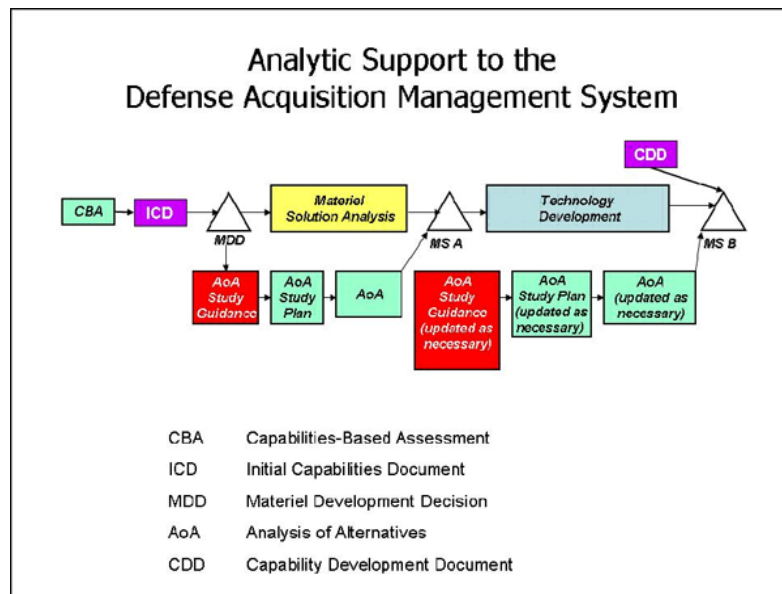 Analytic Support to the
Defense Acquisition Management System
CDD
CBA
ICD
MDD
Materiel
Solution Analysis
MS A
Technology
Development
MS B
AoA
Study
Guidance
AoA
Study
Plan
AoA
AoA
Study
Guidance
(updated as
necessary)
AoA
Study Plan
(updated as
necessary)
AoA
(updated as
necessary)
CBA Capabilities-Based Assessment
ICD Initial Capabilities Document
MDD Materiel Development Decision
AoA Analysis of Alternatives
CDD Capability Development Document